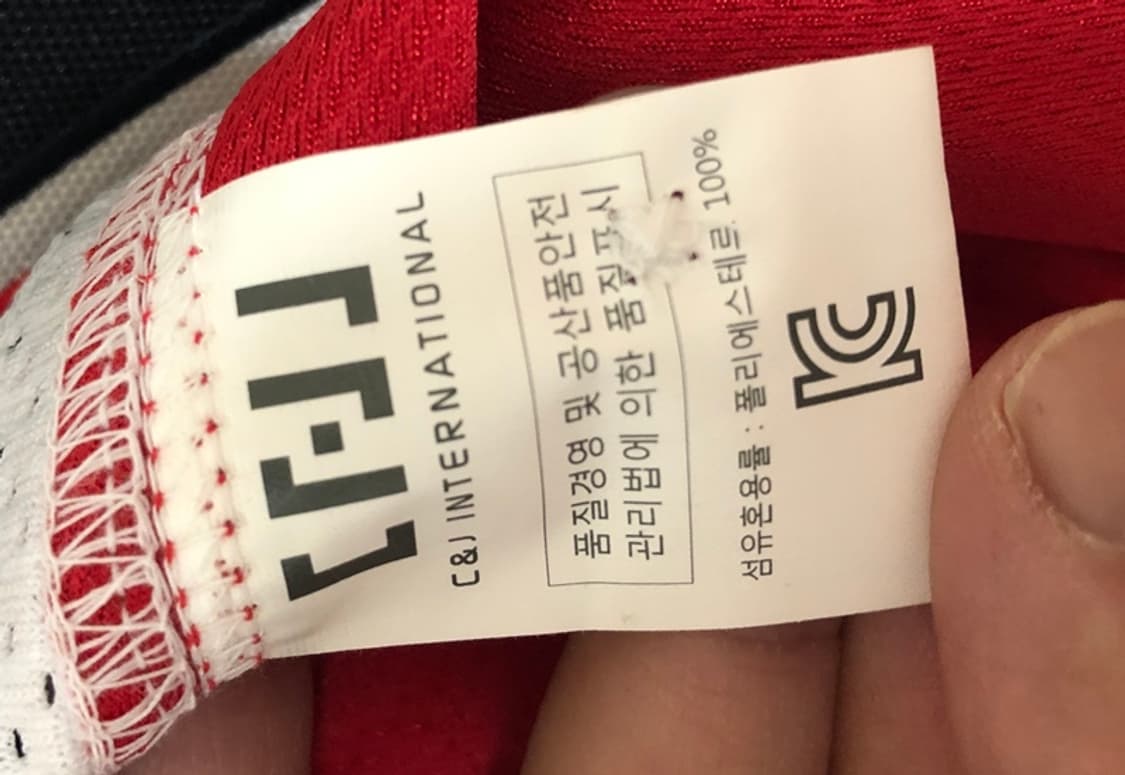 C&J INTERNATIONAL
품질경영 및 공산품안전
관리법에 의한 품질표시
섬유혼용률 : 폴리에스테르 100%